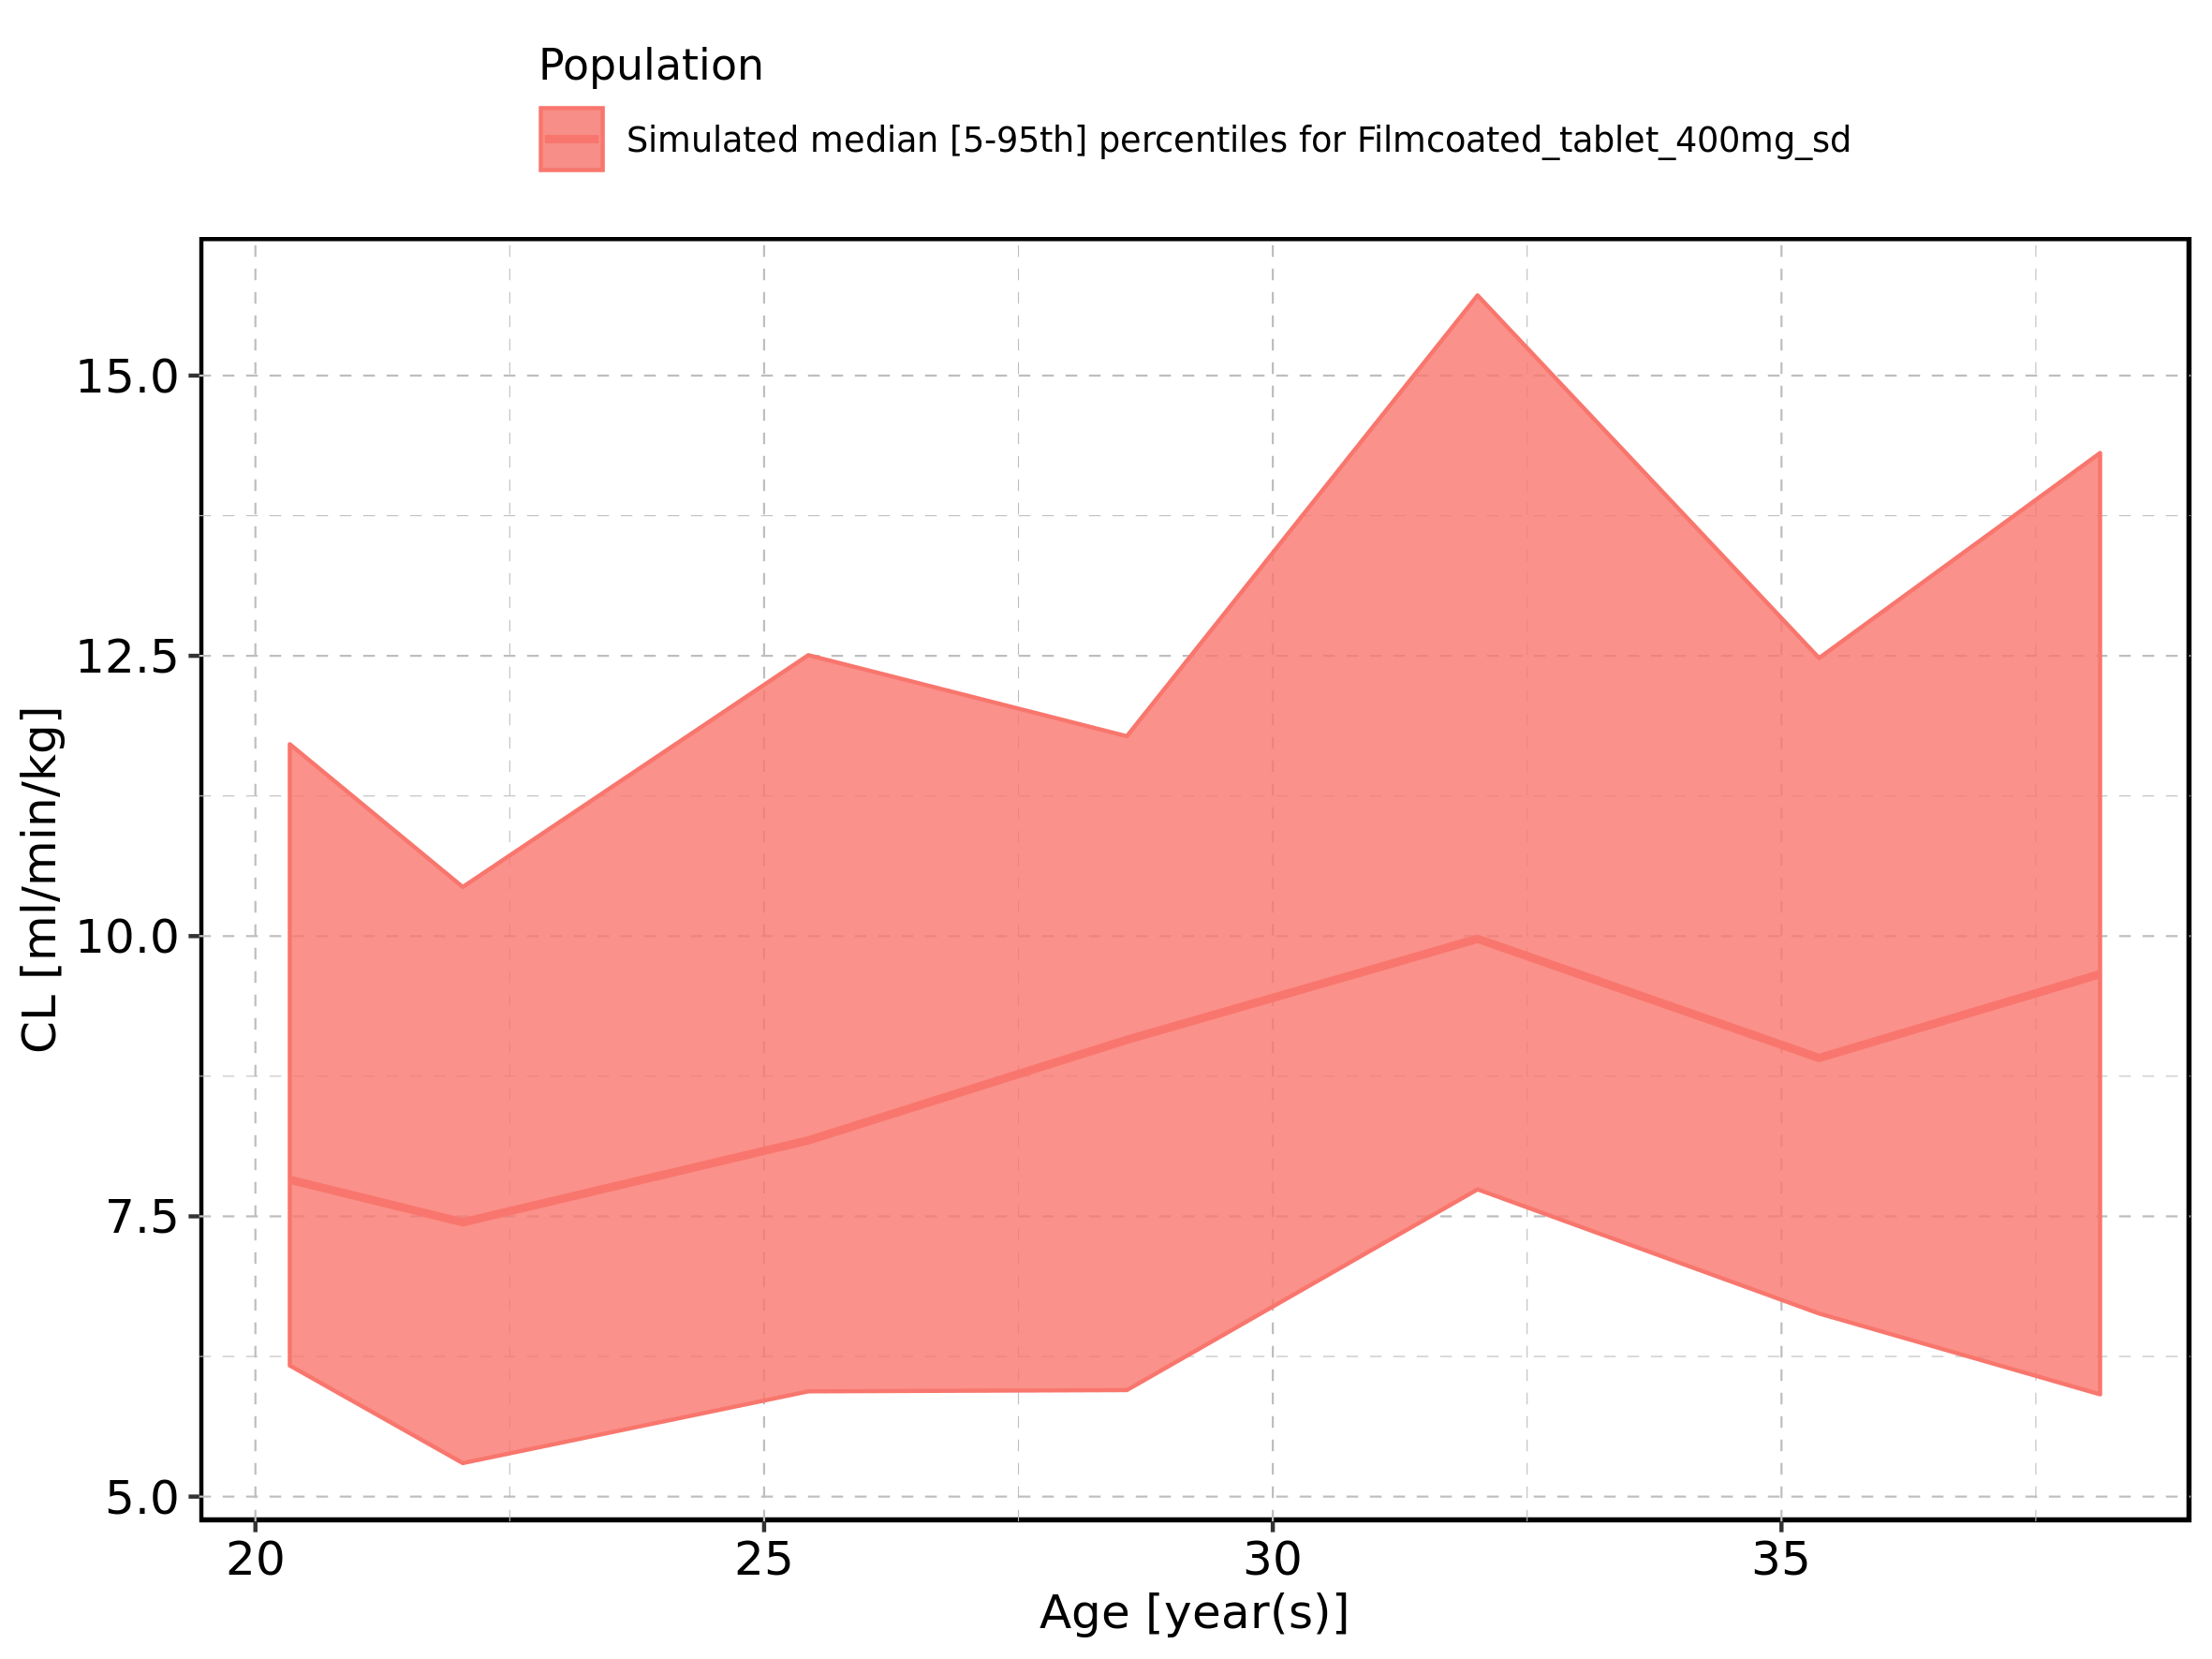 Population
Simulated median [5-95th] percentiles for Filmcoated_tablet_400mg_sd
15.0
12.5
10.0
7.5
5.0
CL [ml/min/kg]
20 25 30 35
Age [year(s)]